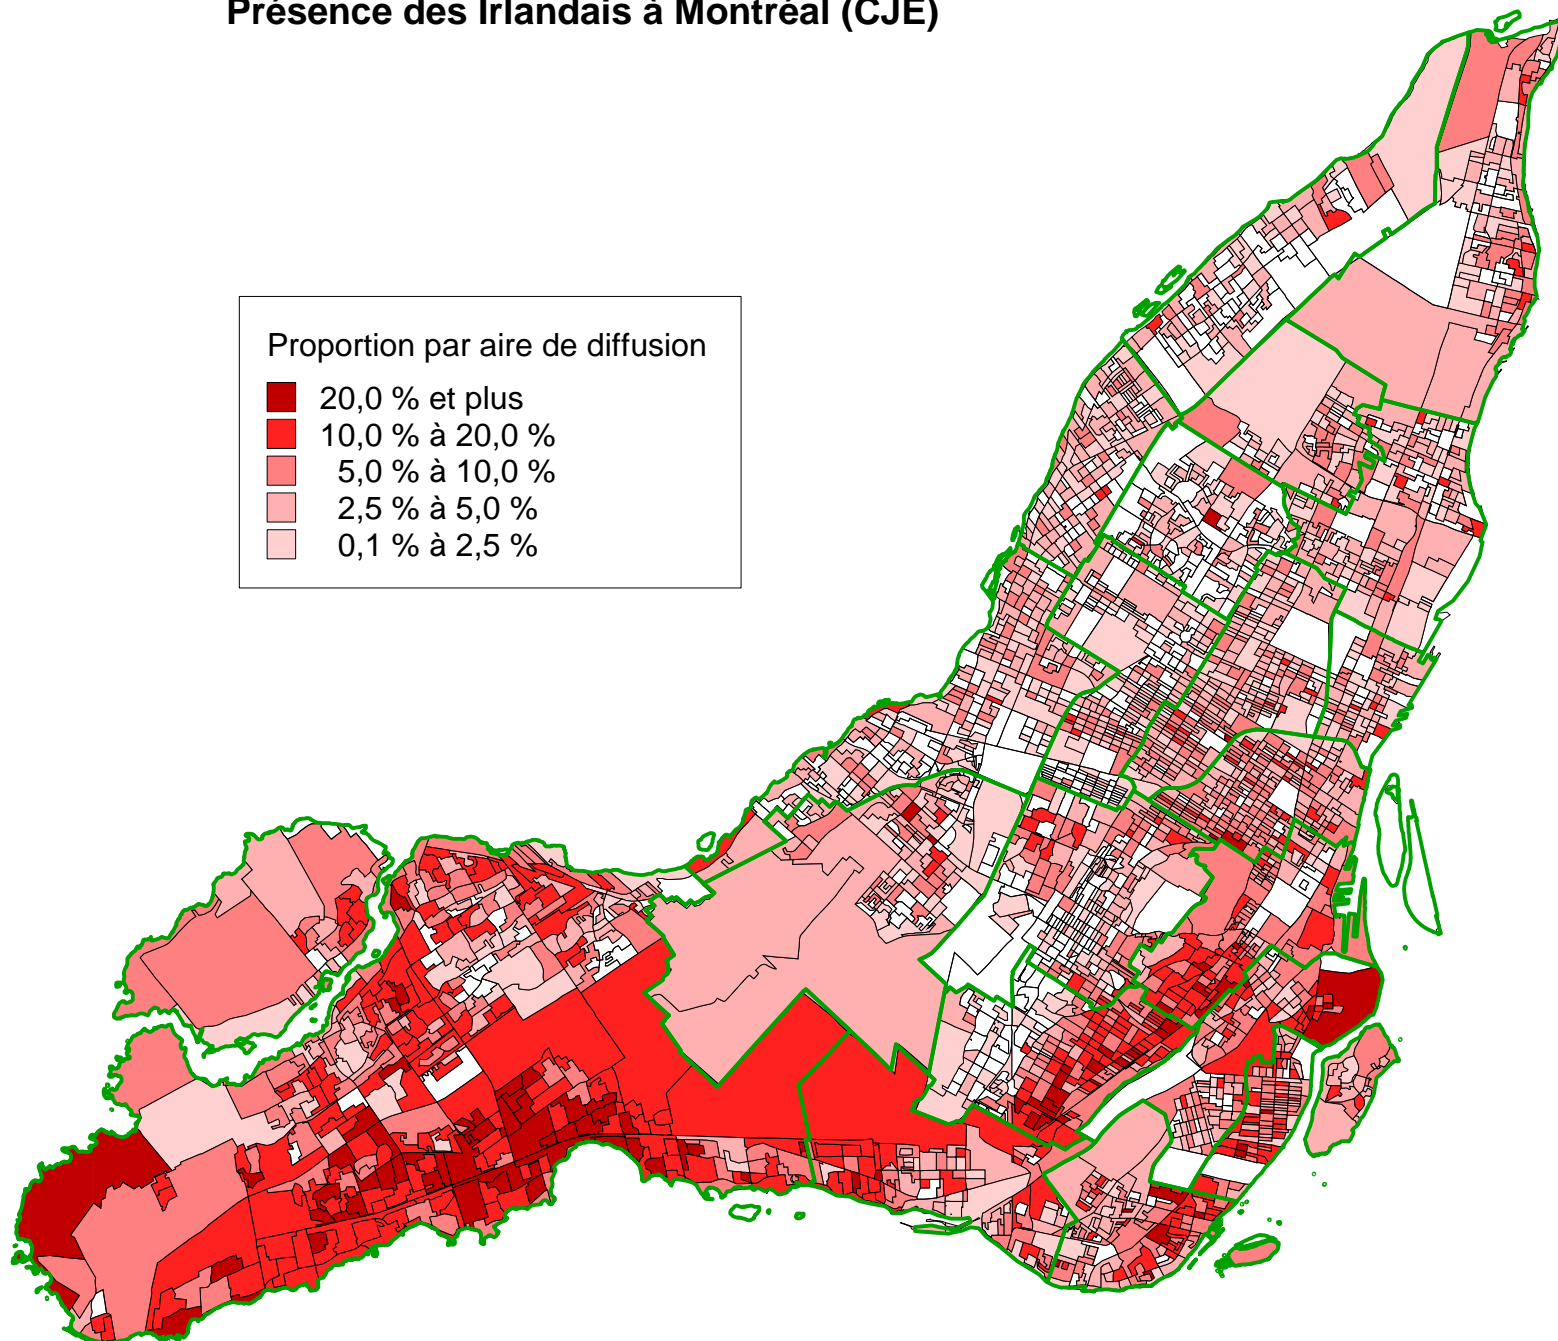 Présence des Irlandais à Montréal (CJE)
Proportion par aire de diffusion
20,0 % et plus
10,0 % à 20,0 %
5,0 % à 10,0 %
2,5 % à 5,0 %
0,1 % à 2,5 %